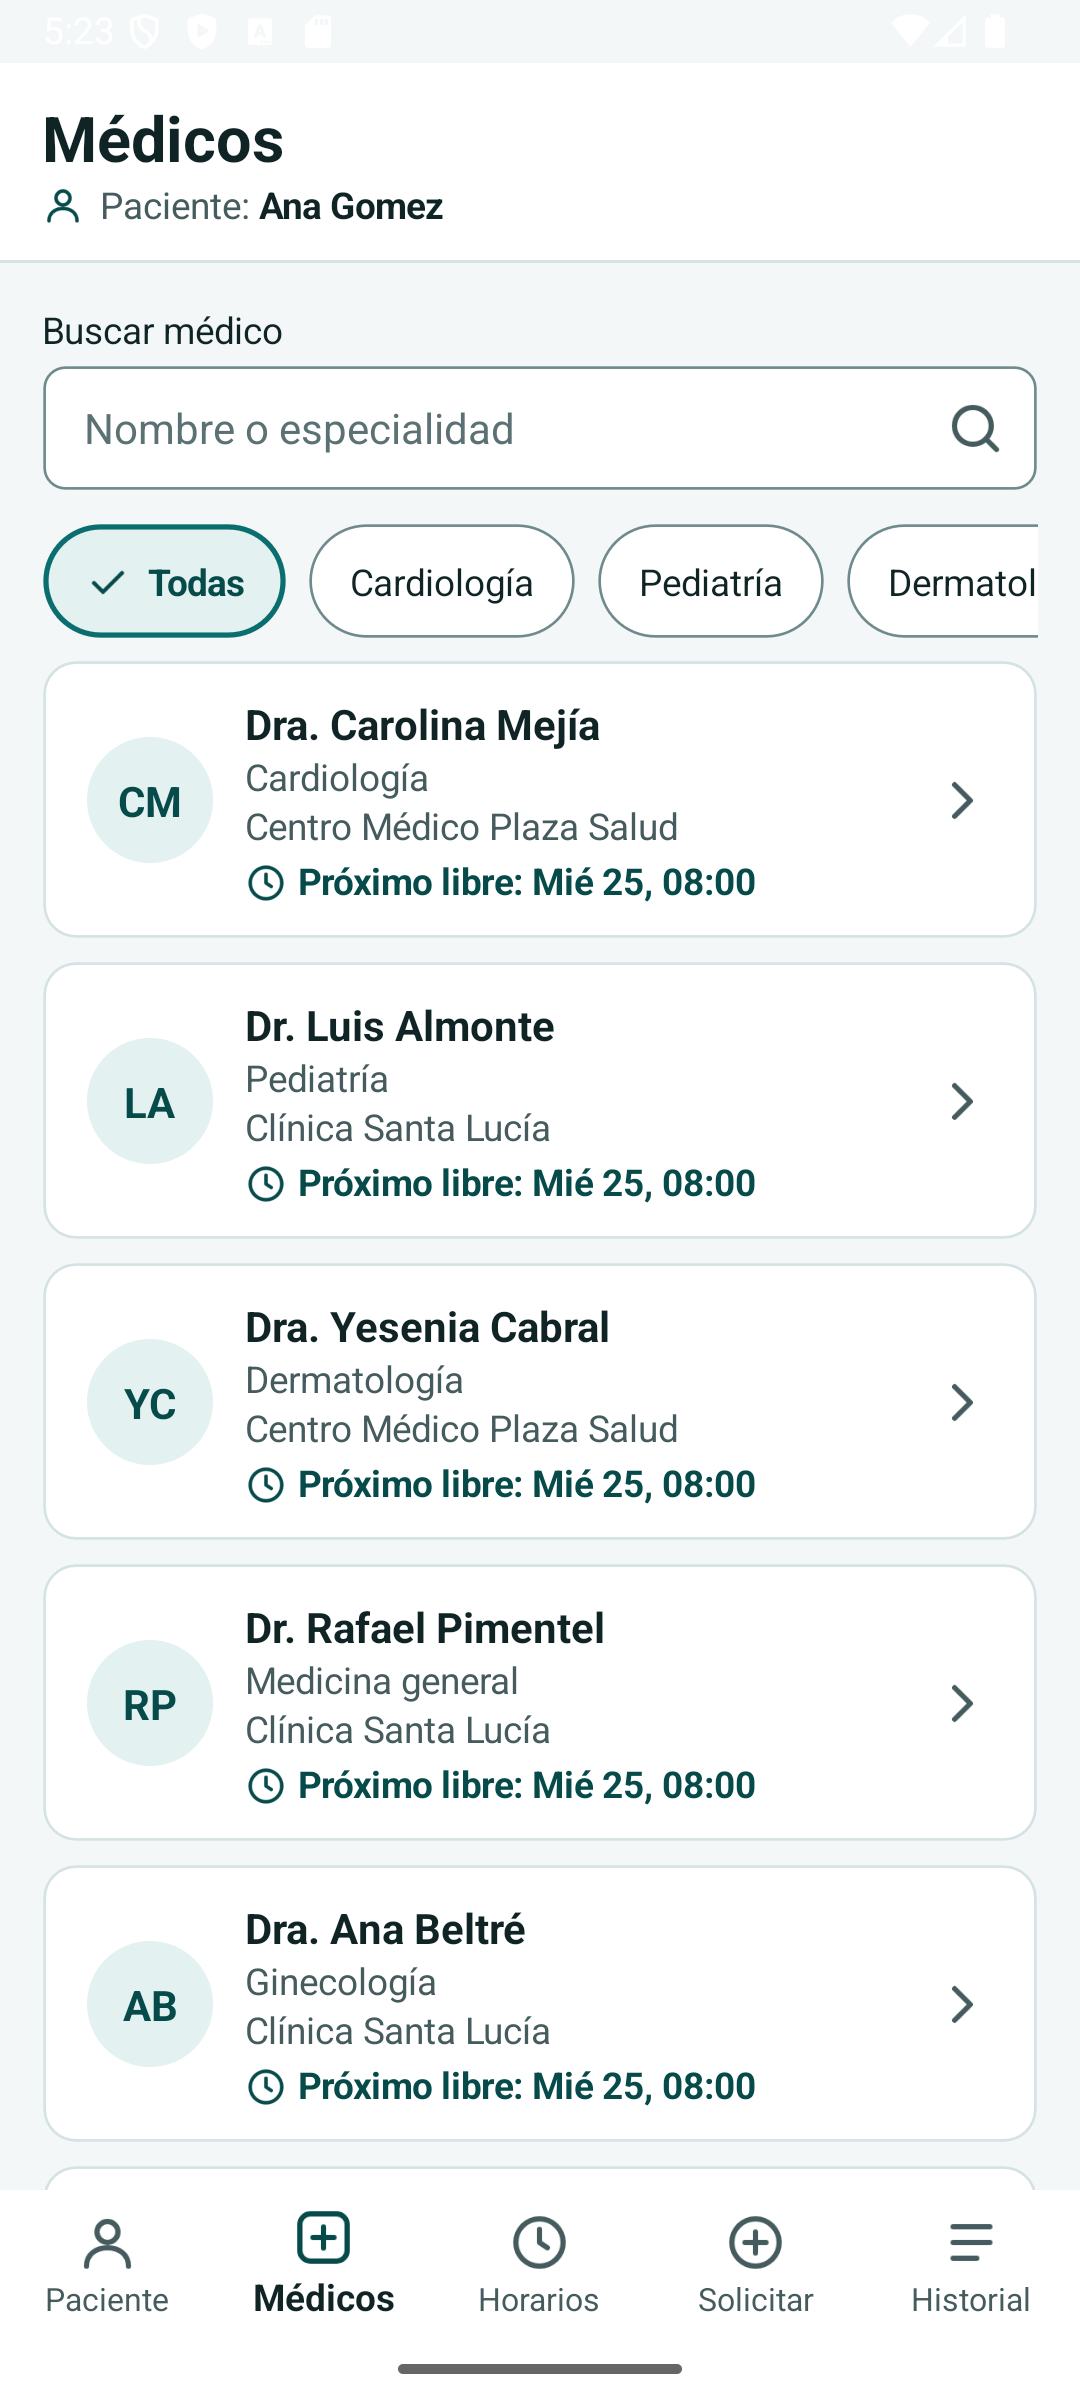 5:23
Médicos
Paciente: Ana Gomez
Buscar médico
Nombre o especialidad
Todas
Cardiología
Pediatría
Dermatol
CM
Dra. Carolina Mejía
Cardiología
Centro Médico Plaza Salud
Próximo libre: Mié 25, 08:00
LA
Dr. Luis Almonte
Pediatría
Clínica Santa Lucía
Próximo libre: Mié 25, 08:00
YC
Dra. Yesenia Cabral
Dermatología
Centro Médico Plaza Salud
Próximo libre: Mié 25, 08:00
RP
Dr. Rafael Pimentel
Medicina general
Clínica Santa Lucía
Próximo libre: Mié 25, 08:00
AB
Dra. Ana Beltré
Ginecología
Clínica Santa Lucía
Próximo libre: Mié 25, 08:00
Paciente
Médicos
Horarios
Solicitar
Historial